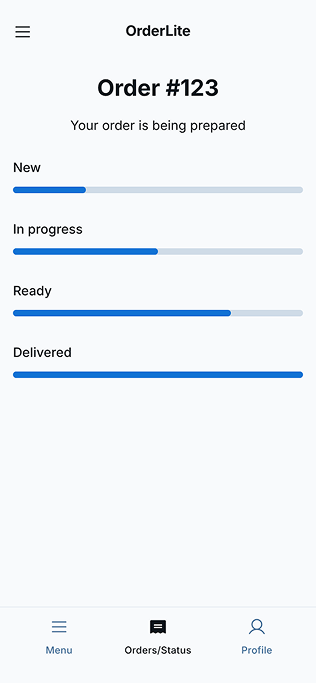 OrderLite
Order #123
Your order is being prepared
New
In progress
Ready
Delivered
Menu
Orders/Status
Profile